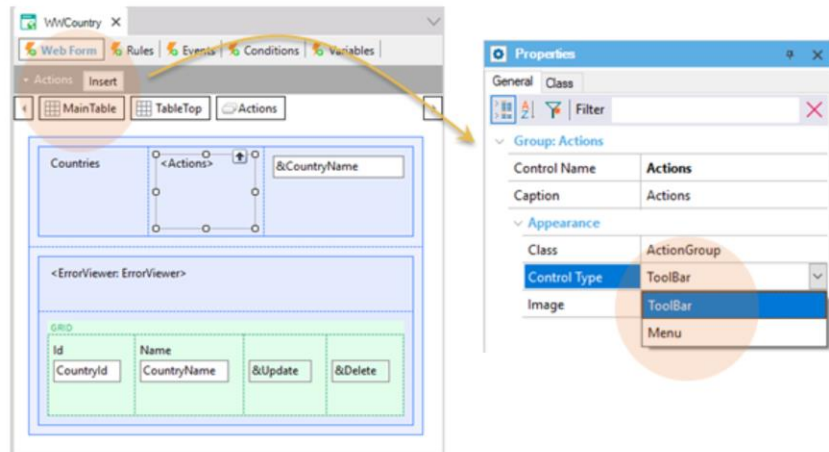 WWCountry
Web Form Rules Events Conditions Variables
Actions Insert
MainTable TableTop Actions
Countries <Actions> &CountryName
<ErrorViewer: ErrorViewer>
GRID
Id Name
CountryId CountryName &Update &Delete
Properties
General Class
Filter
Group: Actions
Control Name Actions
Caption Actions
Appearance
Class ActionGroup
Control Type ToolBar
Image ToolBar
Menu